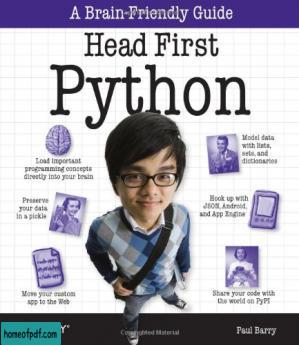 A Brain-Friendly Guide
Head First
Python
Load important
programming concepts
directly into your brain
Model data
with lists,
sets, and
dictionaries
Preserve
your data
in a pickle
Hook up with
JSON, Android,
and App Engine
Move your custom
app to the Web
Share your code with
the world on PyPI
Paul Barry
homeofpdf.com